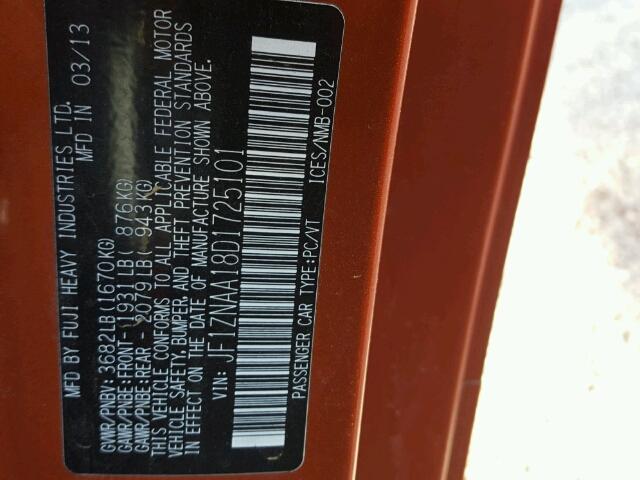 MFD BY FUJI HEAVY INDUSTRIES LTD.
MED IN 03/13
GVWR/PNBV: 3682LB (1670KG)
GAWR/PNBE:FRONT- 1931LB ( 876KG)
GAWR/PNBE:REAR - 2079LB ( 943KG)
THIS VEHICLE CONFORMS TO ALL APPLICABLE FEDERAL MOTOR
VEHICLE SAFETY, BUMPER, AND THEFT PREVENTION STANDARDS
IN EFFECT ON THE DATE OF MANUFACTURE SHOWN ABOVE.
VIN: JF1ZNAA18D1725101
ICES/NMB-002
PASSENGER CAR VEHICLE TYPE:PC/VT